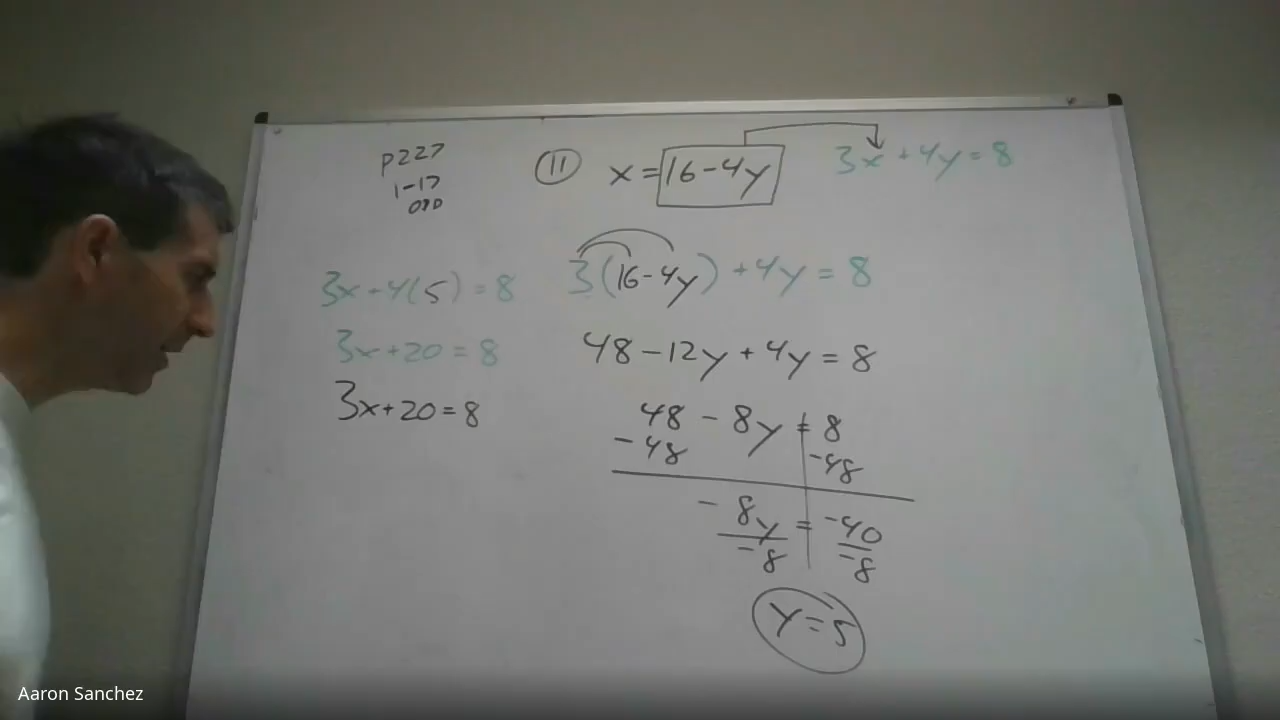 P227
1-17
ODD
11 x = 16-4y 3x + 4y = 8
3(16-4y) + 4y = 8
48 - 12y + 4y = 8
48 - 8y = 8
-48 -48
-8y = -40
-8 -8
y = 5
3x + 4(5) = 8
3x + 20 = 8
3x + 20 = 8
Aaron Sanchez